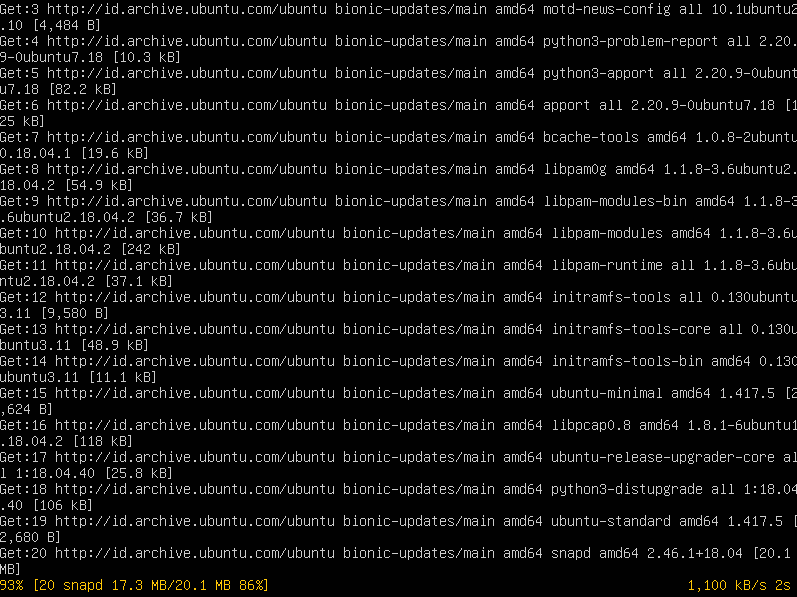 Get:3 http://id.archive.ubuntu.com/ubuntu bionic-updates/main amd64 motd-news-config all 10.1ubuntu2
.10 [4,484 B]
Get:4 http://id.archive.ubuntu.com/ubuntu bionic-updates/main amd64 python3-problem-report all 2.20.
9-0ubuntu7.18 [10.3 kB]
Get:5 http://id.archive.ubuntu.com/ubuntu bionic-updates/main amd64 python3-apport all 2.20.9-0ubunt
u7.18 [82.2 kB]
Get:6 http://id.archive.ubuntu.com/ubuntu bionic-updates/main amd64 apport all 2.20.9-0ubuntu7.18 [1
25 kB]
Get:7 http://id.archive.ubuntu.com/ubuntu bionic-updates/main amd64 bcache-tools amd64 1.0.8-2ubuntu
0.18.04.1 [19.6 kB]
Get:8 http://id.archive.ubuntu.com/ubuntu bionic-updates/main amd64 libpam0g amd64 1.1.8-3.6ubuntu2.
18.04.2 [54.9 kB]
Get:9 http://id.archive.ubuntu.com/ubuntu bionic-updates/main amd64 libpam-modules-bin amd64 1.1.8-3
.6ubuntu2.18.04.2 [36.7 kB]
Get:10 http://id.archive.ubuntu.com/ubuntu bionic-updates/main amd64 libpam-modules amd64 1.1.8-3.6u
buntu2.18.04.2 [242 kB]
Get:11 http://id.archive.ubuntu.com/ubuntu bionic-updates/main amd64 libpam-runtime all 1.1.8-3.6ubu
ntu2.18.04.2 [37.1 kB]
Get:12 http://id.archive.ubuntu.com/ubuntu bionic-updates/main amd64 initramfs-tools all 0.130ubuntu
3.11 [9,580 B]
Get:13 http://id.archive.ubuntu.com/ubuntu bionic-updates/main amd64 initramfs-tools-core all 0.130u
buntu3.11 [48.9 kB]
Get:14 http://id.archive.ubuntu.com/ubuntu bionic-updates/main amd64 initramfs-tools-bin amd64 0.130
ubuntu3.11 [11.1 kB]
Get:15 http://id.archive.ubuntu.com/ubuntu bionic-updates/main amd64 ubuntu-minimal amd64 1.417.5 [2
,624 B]
Get:16 http://id.archive.ubuntu.com/ubuntu bionic-updates/main amd64 libpcap0.8 amd64 1.8.1-6ubuntu1
.18.04.2 [118 kB]
Get:17 http://id.archive.ubuntu.com/ubuntu bionic-updates/main amd64 ubuntu-release-upgrader-core al
l 1:18.04.40 [25.8 kB]
Get:18 http://id.archive.ubuntu.com/ubuntu bionic-updates/main amd64 python3-distupgrade all 1:18.04
.40 [106 kB]
Get:19 http://id.archive.ubuntu.com/ubuntu bionic-updates/main amd64 ubuntu-standard amd64 1.417.5 [
2,680 B]
Get:20 http://id.archive.ubuntu.com/ubuntu bionic-updates/main amd64 snapd amd64 2.46.1+18.04 [20.1
MB]
93% [20 snapd 17.3 MB/20.1 MB 86%] 1,100 kB/s 2s